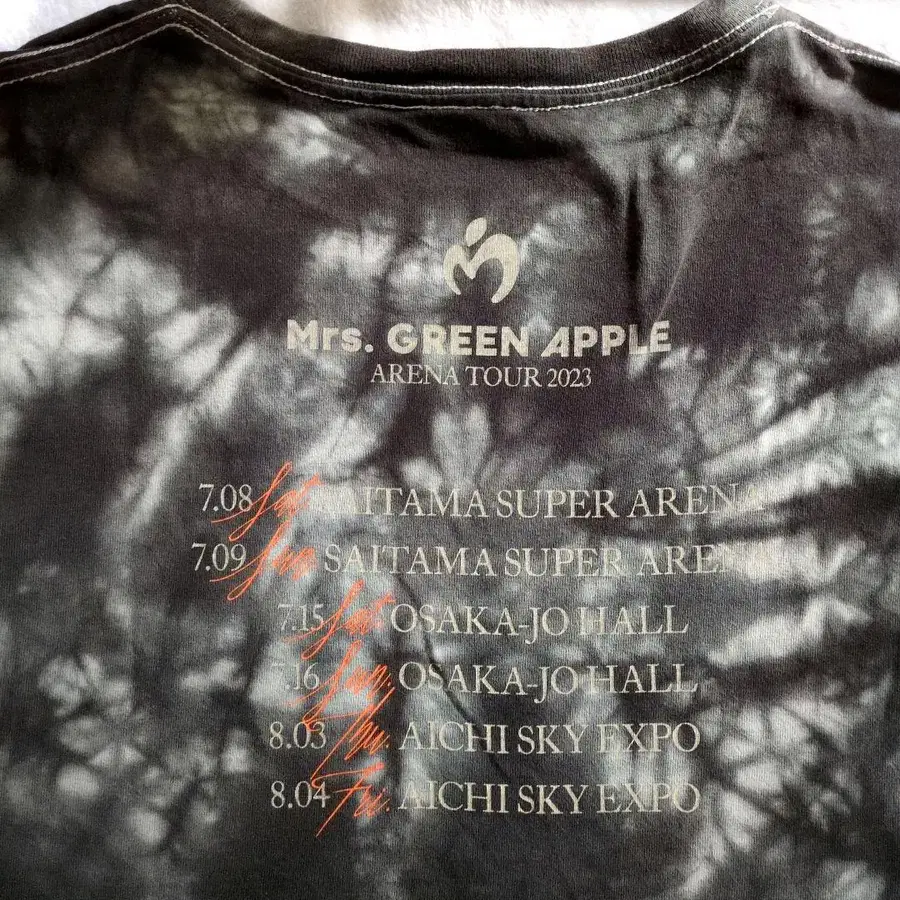 Mrs. GREEN APPLE
ARENA TOUR 2023
7.08 Sat. SAITAMA SUPER ARENA
7.09 Sun. SAITAMA SUPER ARENA
7.15 Sat. OSAKA-JO HALL
7.16 Sun. OSAKA-JO HALL
8.03 Thu. AICHI SKY EXPO
8.04 Fri. AICHI SKY EXPO